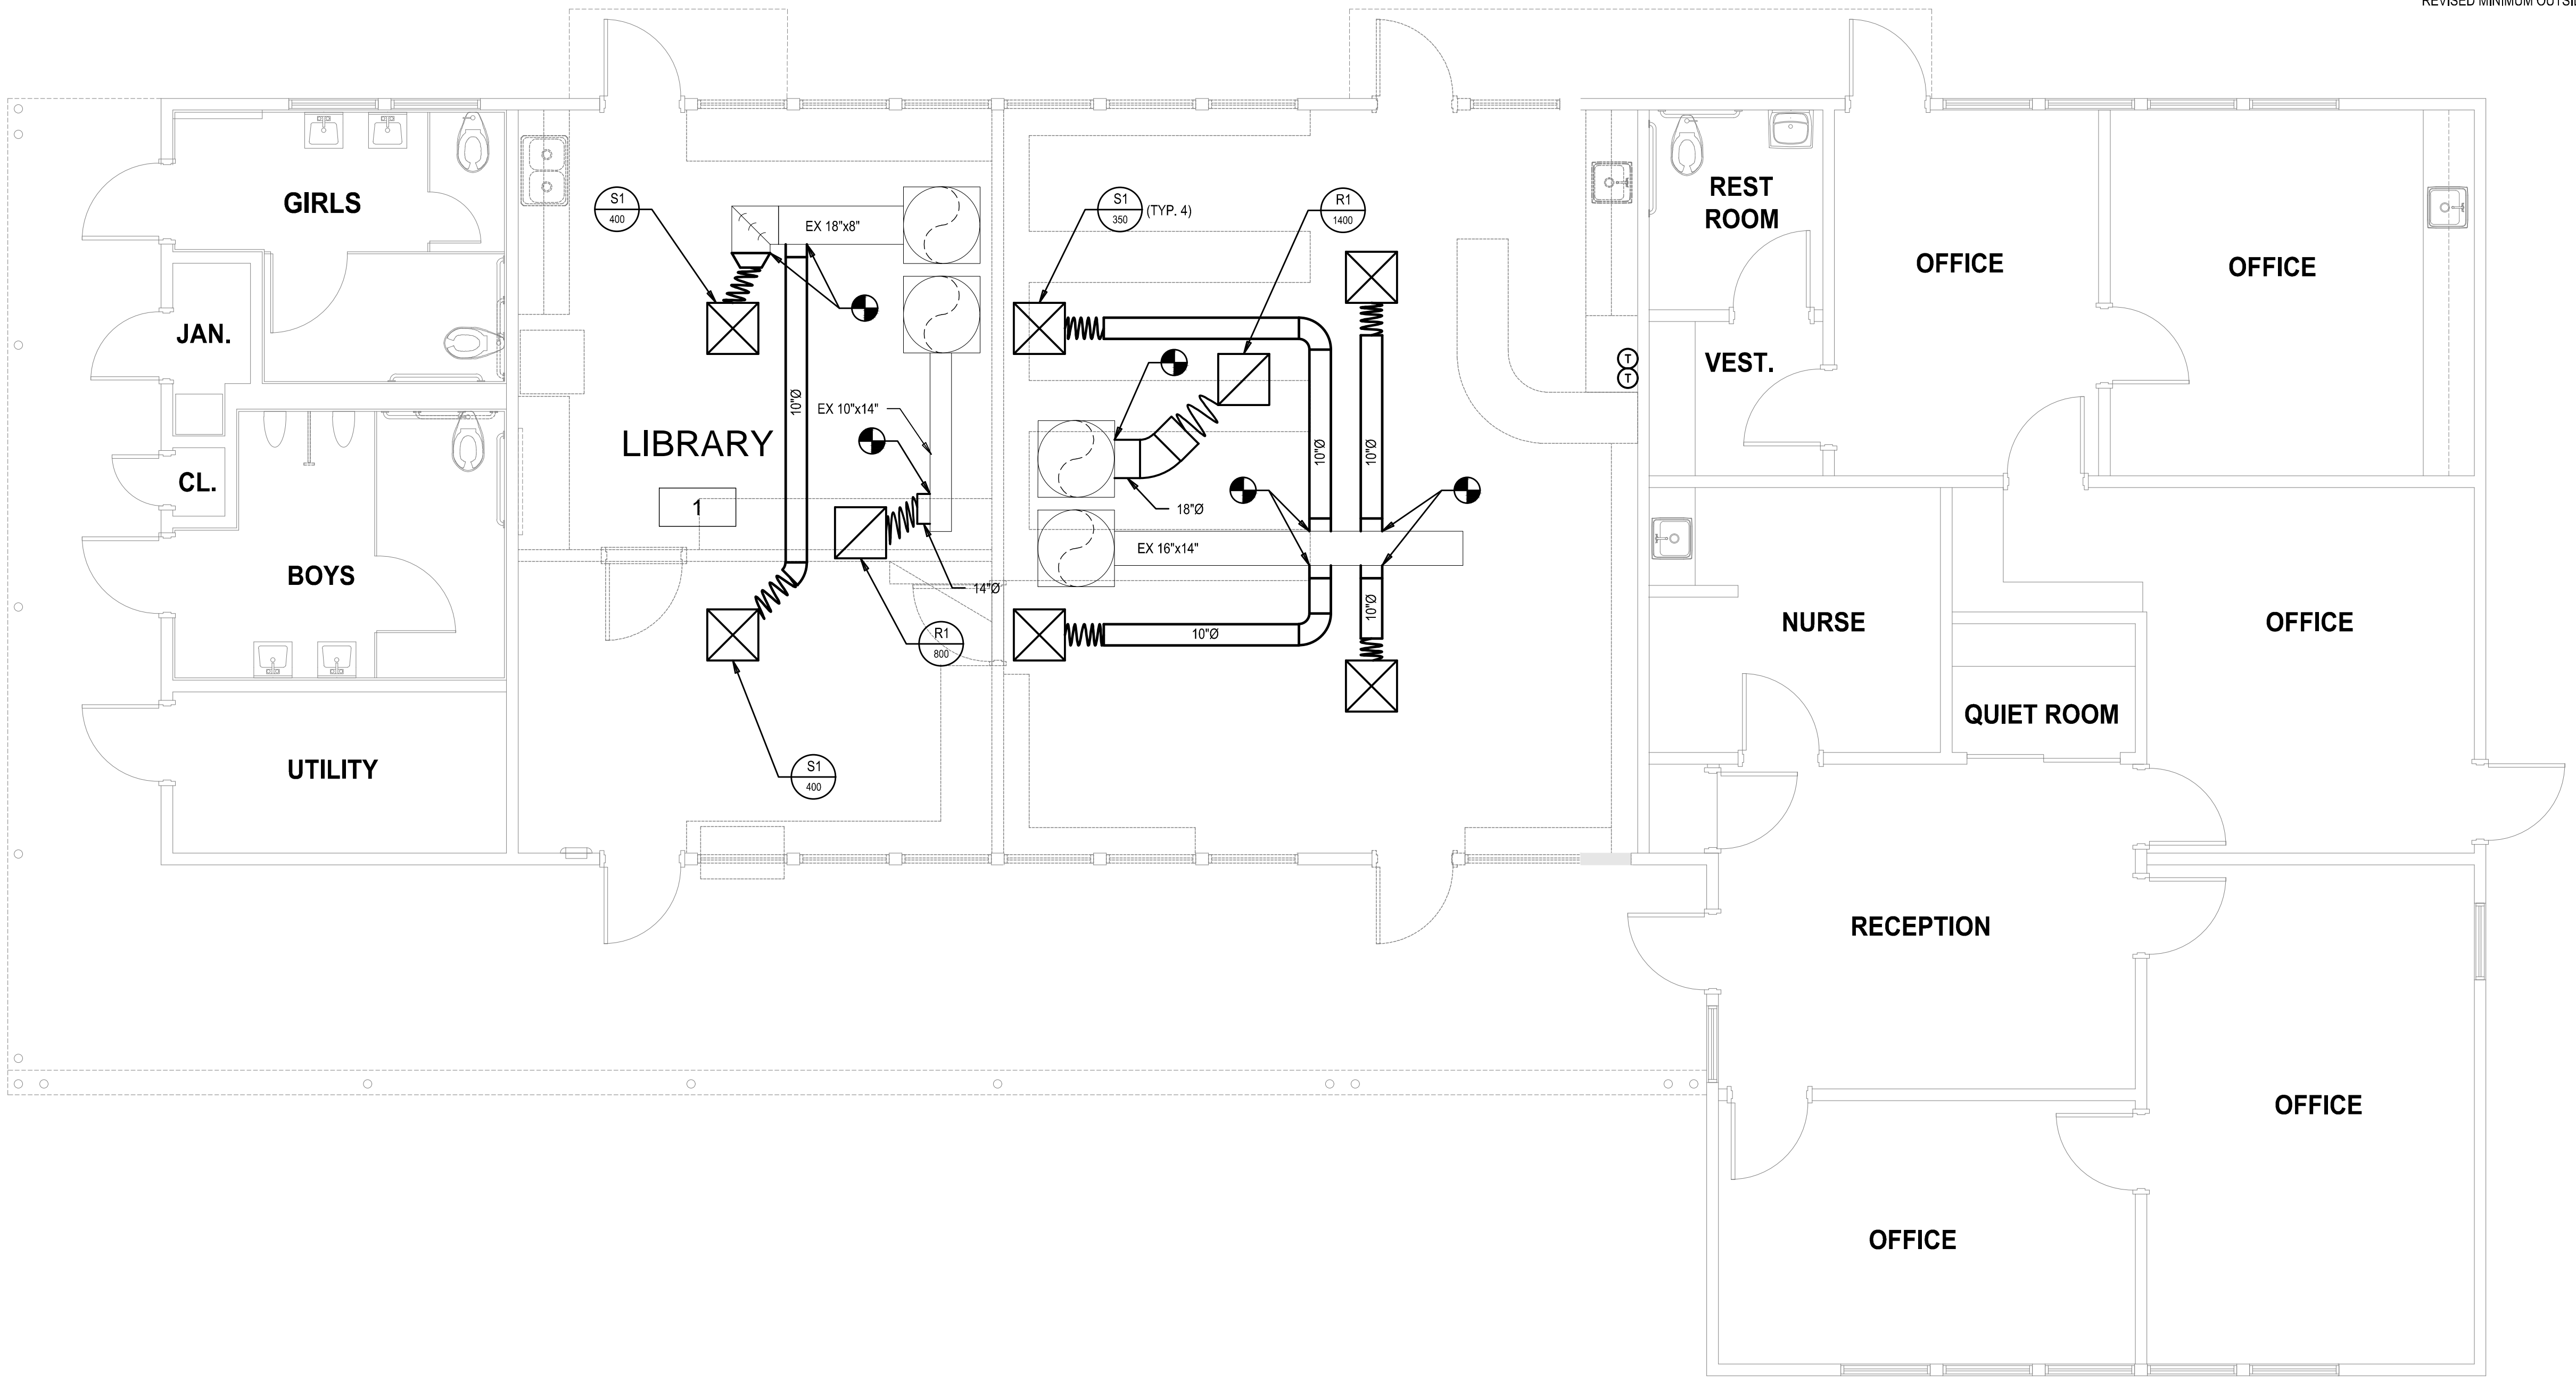 REVISED MINIMUM OUTSI
GIRLS
S1
400
EX 18"x8"
S1
350
(TYP. 4)
R1
1400
REST
ROOM
OFFICE
OFFICE
JAN.
VEST.
T
T
10"Ø
EX 10"x14"
LIBRARY
10"Ø
10"Ø
CL.
1
18"Ø
EX 16"x14"
BOYS
14"Ø
10"Ø
NURSE
OFFICE
R1
800
10"Ø
QUIET ROOM
UTILITY
S1
400
RECEPTION
OFFICE
OFFICE